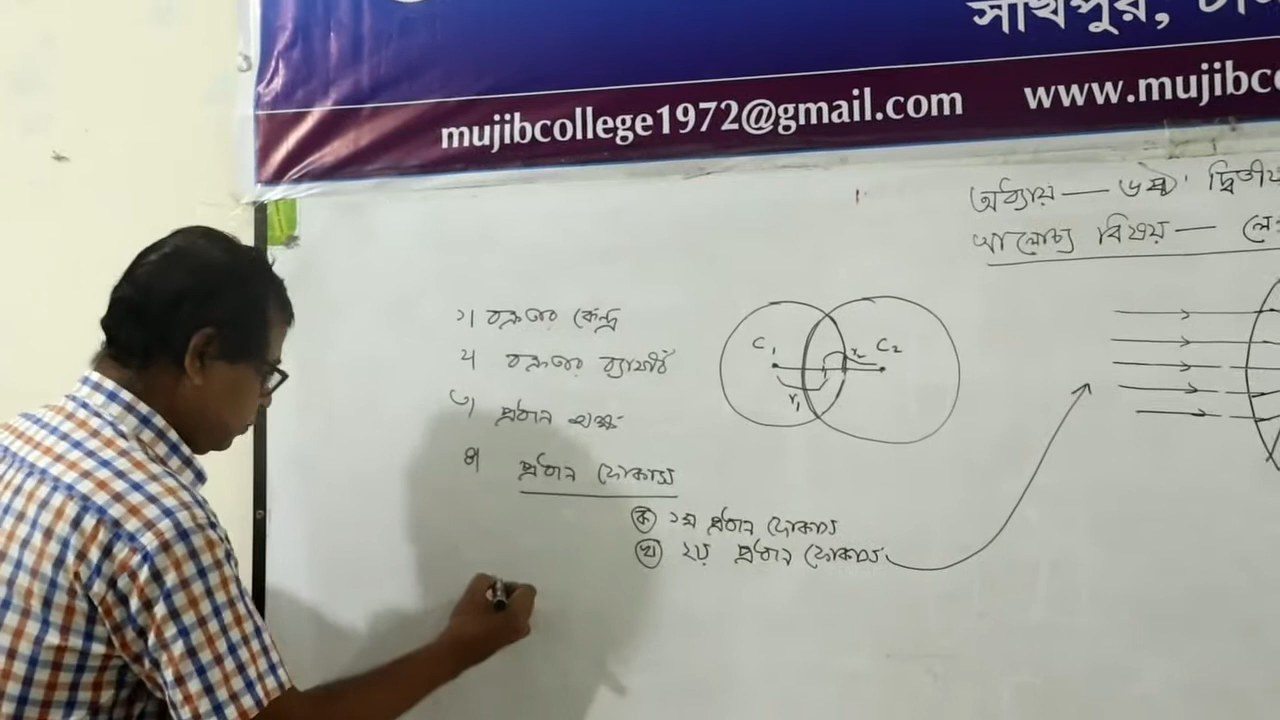 সখিপুর,
mujibcollege1972@gmail.com www.mujibc
অধ্যায় — ৬ষ্ঠ দ্বিতীয়
আলোচ্য বিষয় — লে
১। বক্রতার কেন্দ্র
২। বক্রতার ব্যাসার্ধ
৩। প্রধান অক্ষ
৪। প্রধান ফোকাস
ক ১ম প্রধান ফোকাস
খ ২য় প্রধান ফোকাস
C₁ r₂ C₂
r₁